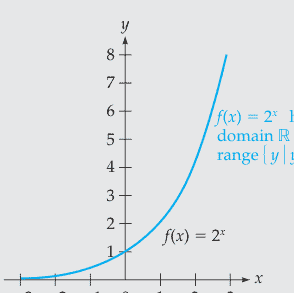 y
8
7
6
5
4
3
2
1
f(x) = 2ˣ
domain ℝ
range { y |
f(x) = 2ˣ
x